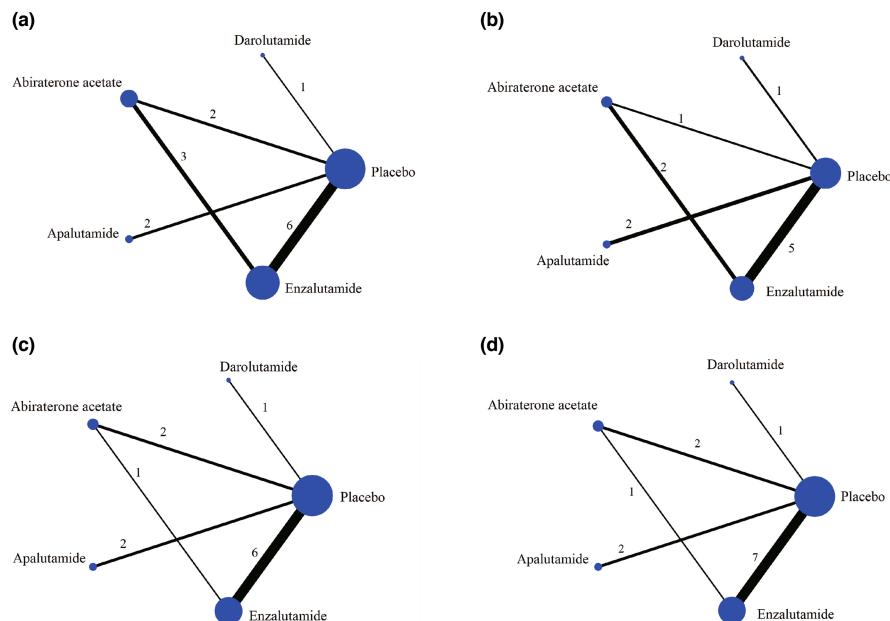 (a)
Darolutamide
1
Abiraterone acetate
2
3
Placebo
Apalutamide
2
6
Enzalutamide
(b)
Darolutamide
1
Abiraterone acetate
1
2
Placebo
Apalutamide
2
5
Enzalutamide
(c)
Darolutamide
1
Abiraterone acetate
2
1
Placebo
Apalutamide
2
6
Enzalutamide
(d)
Darolutamide
1
Abiraterone acetate
2
1
Placebo
Apalutamide
2
7
Enzalutamide